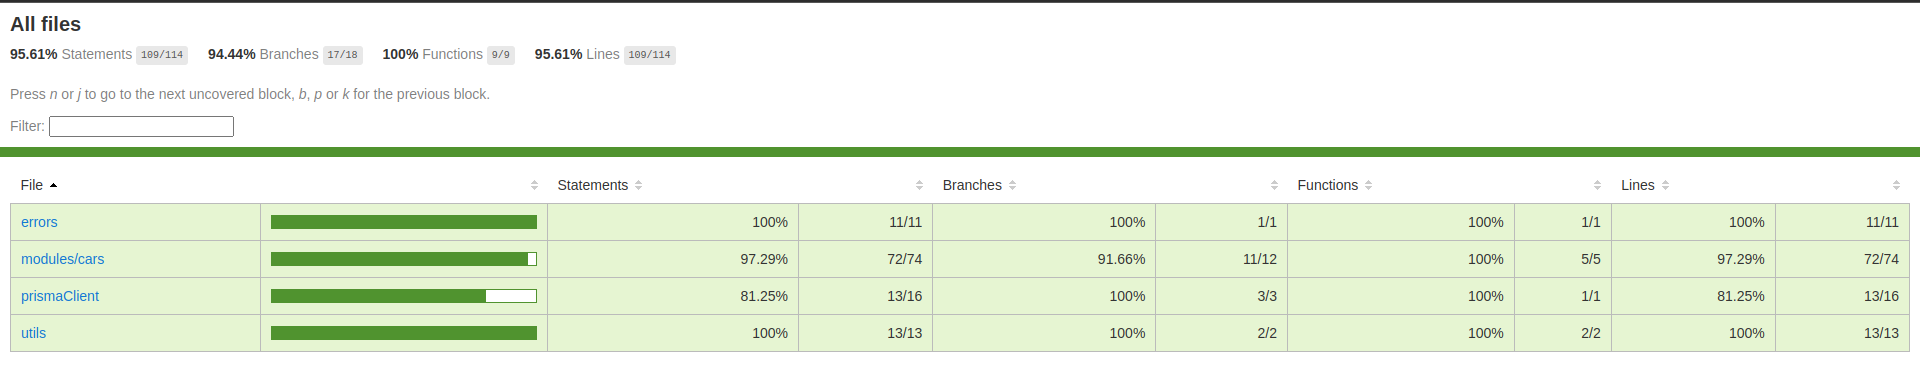 All files
95.61% Statements 109/114 94.44% Branches 17/18 100% Functions 9/9 95.61% Lines 109/114
Press n or j to go to the next uncovered block, b, p or k for the previous block.
Filter:
File Statements Branches Functions Lines
errors 100% 11/11 100% 1/1 100% 1/1 100% 11/11
modules/cars 97.29% 72/74 91.66% 11/12 100% 5/5 97.29% 72/74
prismaClient 81.25% 13/16 100% 3/3 100% 1/1 81.25% 13/16
utils 100% 13/13 100% 2/2 100% 2/2 100% 13/13